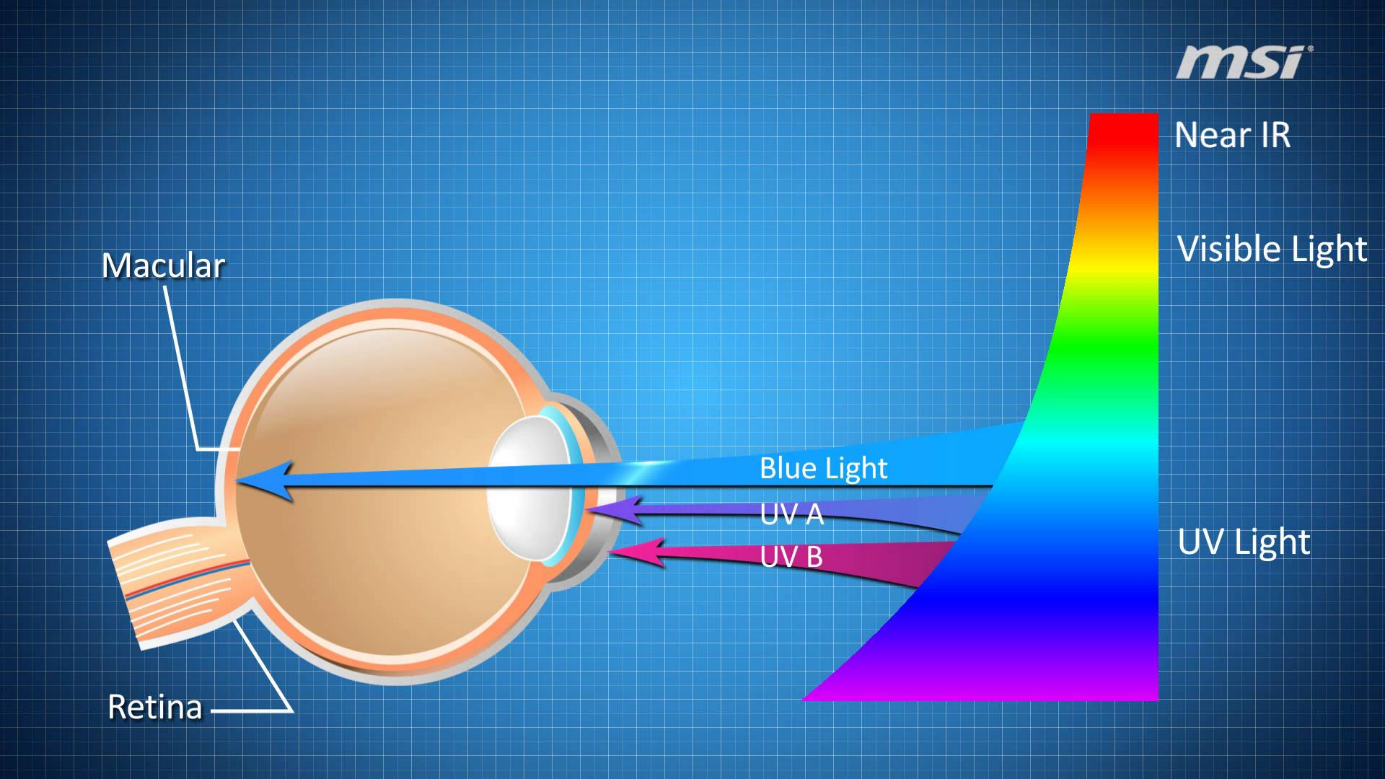 msi
Near IR
Visible Light
Macular
Blue Light
UV A
UV Light
UV B
Retina